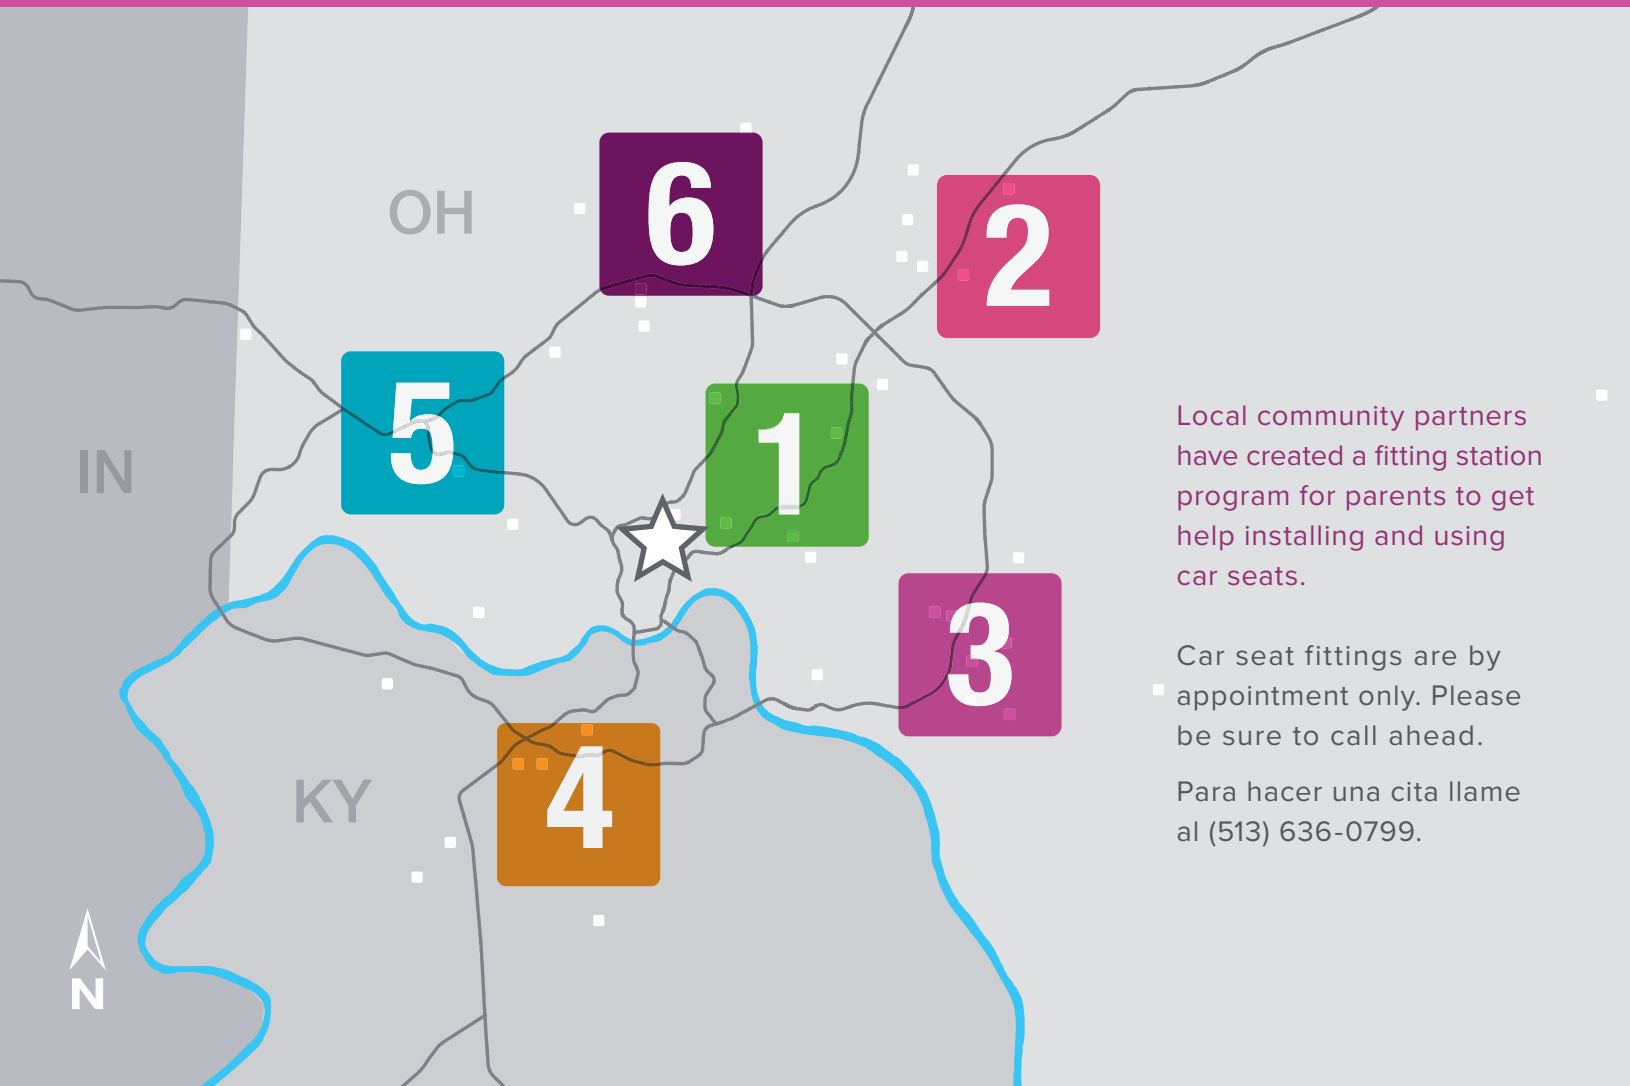 6
2
OH
5
1
IN
Local community partners
have created a fitting station
program for parents to get
help installing and using
car seats.
3
Car seat fittings are by
appointment only. Please
be sure to call ahead.
4
KY
Para hacer una cita llame
al (513) 636-0799.
N